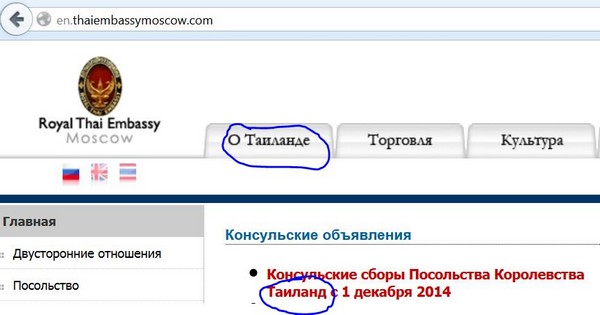 en.thaiembassymoscow.com
Royal Thai Embassy
Moscow
О Таиланде
Торговля
Культура
Главная
Двусторонние отношения
Посольство
Консульские объявления
Консульские сборы Посольства Королевства
Таиланд с 1 декабря 2014